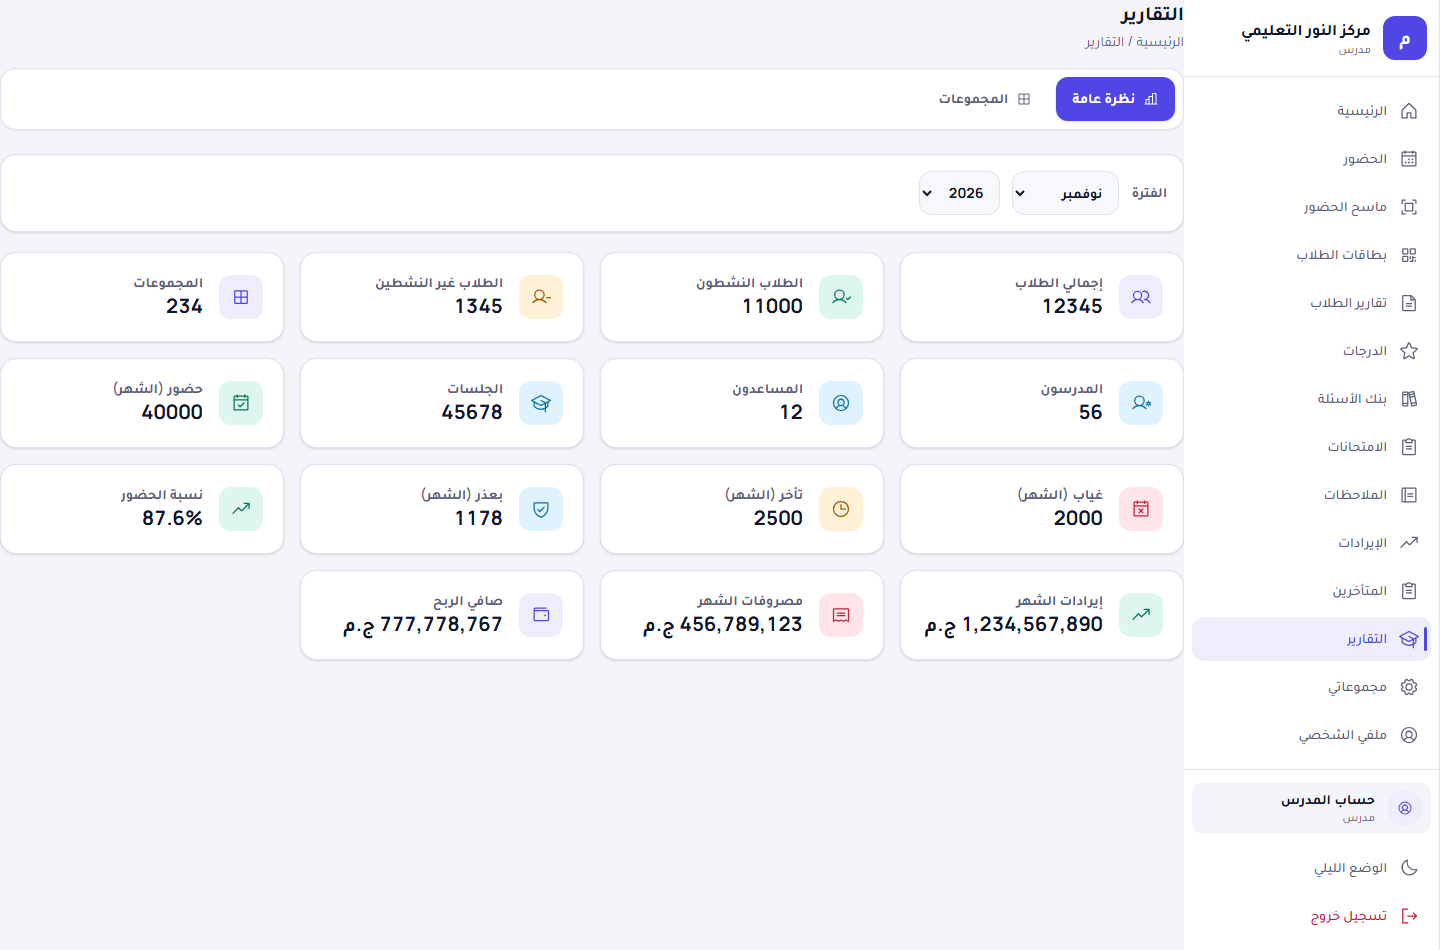 م
مركز النور التعليمي
مدرس
الرئيسية
الحضور
ماسح الحضور
بطاقات الطلاب
تقارير الطلاب
الدرجات
بنك الأسئلة
الامتحانات
الملاحظات
الإيرادات
المتأخرين
التقارير
مجموعاتي
ملفي الشخصي
حساب المدرس
مدرس
الوضع الليلي
تسجيل خروج
التقارير
الرئيسية / التقارير
نظرة عامة
المجموعات
الفترة
نوفمبر
2026
إجمالي الطلاب
12345
الطلاب النشطون
11000
الطلاب غير النشطين
1345
المجموعات
234
المدرسون
56
المساعدون
12
الجلسات
45678
حضور (الشهر)
40000
غياب (الشهر)
2000
تأخر (الشهر)
2500
بعذر (الشهر)
1178
نسبة الحضور
87.6%
إيرادات الشهر
1,234,567,890 ج.م
مصروفات الشهر
456,789,123 ج.م
صافي الربح
777,778,767 ج.م